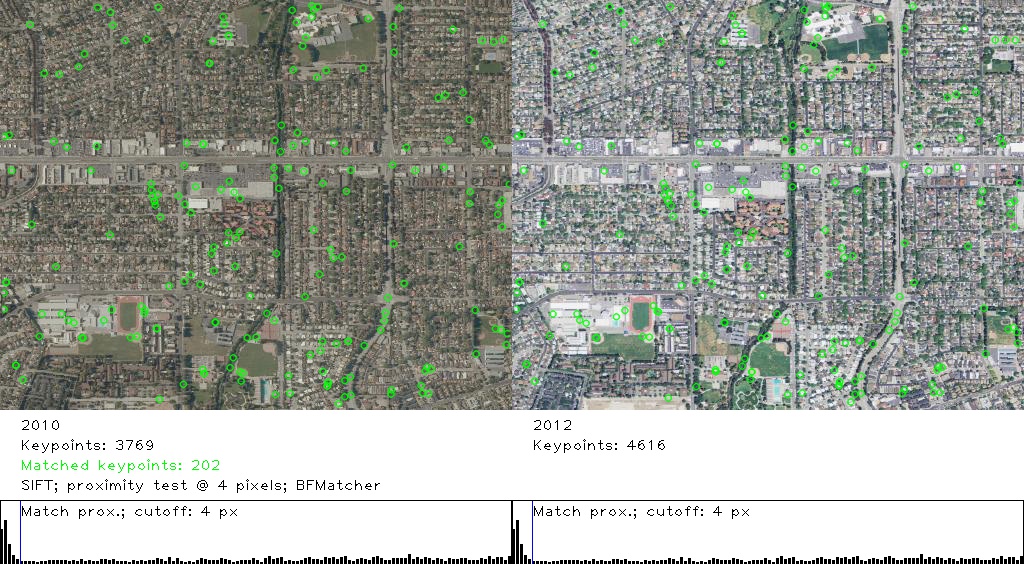 2010
Keypoints: 3769
Matched keypoints: 202
SIFT; proximity test @ 4 pixels; BFMatcher
Match prox.; cutoff: 4 px
2012
Keypoints: 4616
Match prox.; cutoff: 4 px